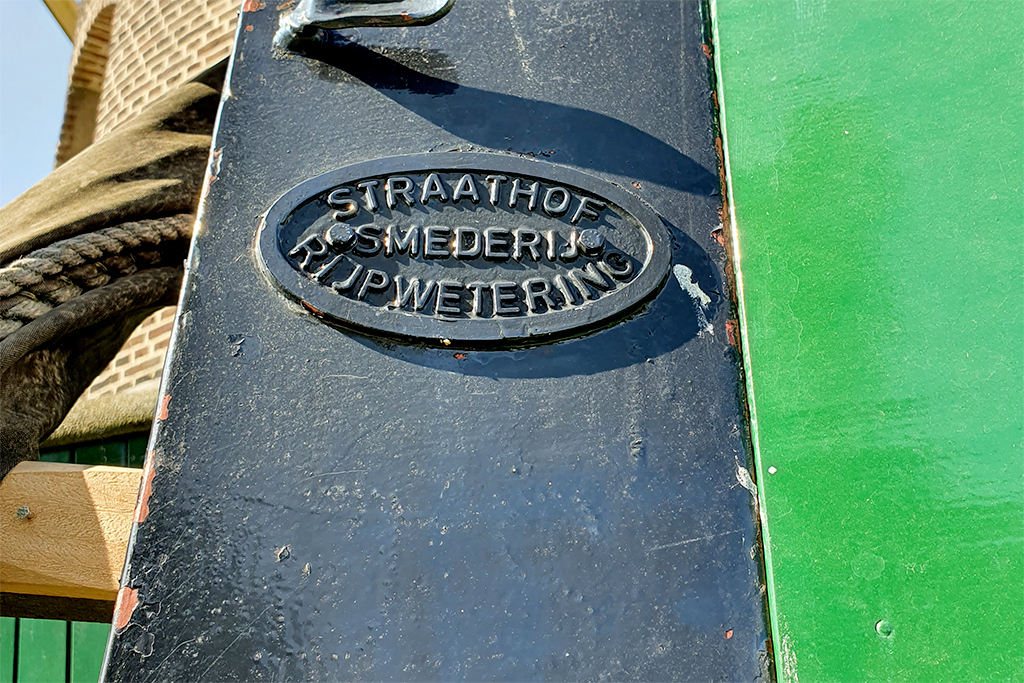 STRAATHOF
SMEDERIJ
RIJPWETERING